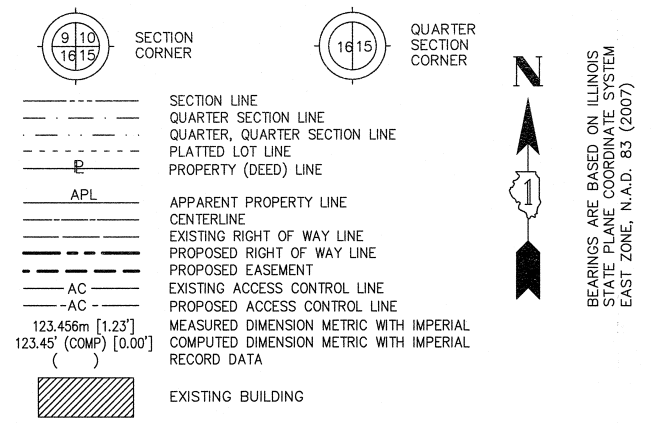 9 10
16 15
SECTION
CORNER
16 15
QUARTER
SECTION
CORNER
SECTION LINE
QUARTER SECTION LINE
QUARTER, QUARTER SECTION LINE
PLATTED LOT LINE
PL PROPERTY (DEED) LINE
APL APPARENT PROPERTY LINE
CENTERLINE
EXISTING RIGHT OF WAY LINE
PROPOSED RIGHT OF WAY LINE
PROPOSED EASEMENT
AC EXISTING ACCESS CONTROL LINE
AC PROPOSED ACCESS CONTROL LINE
123.456m [1.23'] MEASURED DIMENSION METRIC WITH IMPERIAL
123.45' (COMP) [0.00'] COMPUTED DIMENSION METRIC WITH IMPERIAL
( ) RECORD DATA
EXISTING BUILDING
N
1
BEARINGS ARE BASED ON ILLINOIS
STATE PLANE COORDINATE SYSTEM
EAST ZONE, N.A.D. 83 (2007)